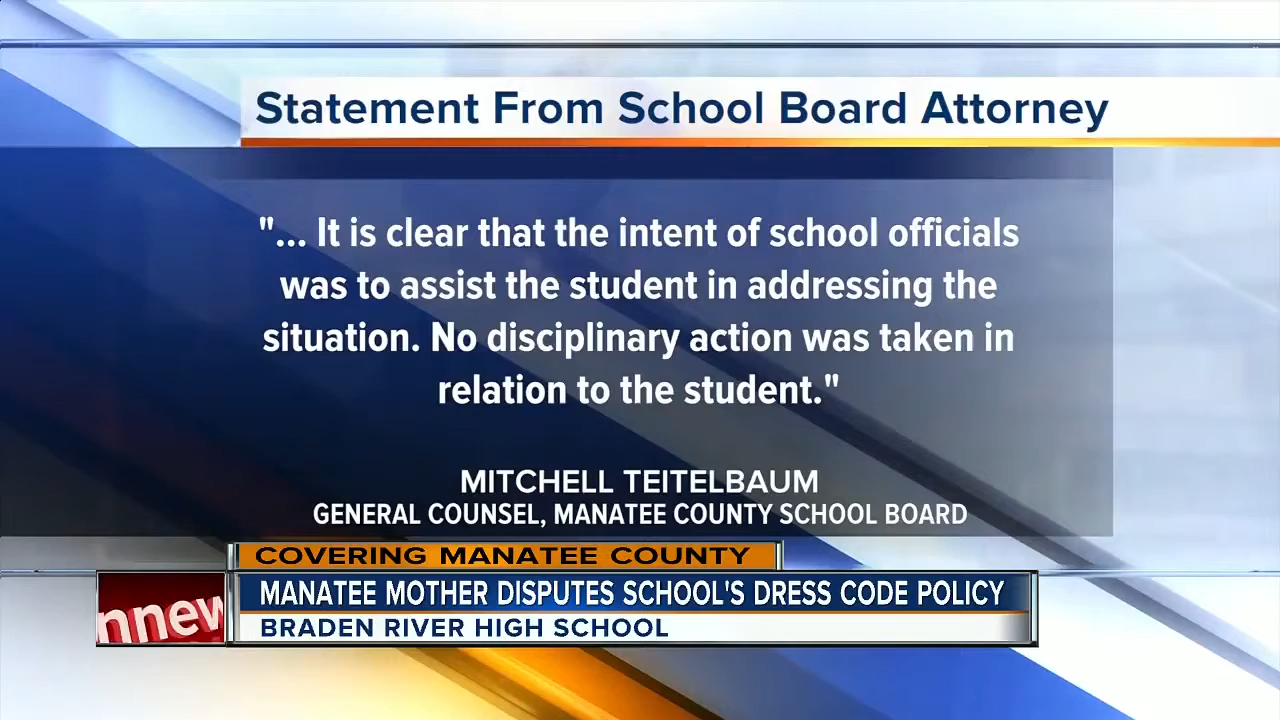 Statement From School Board Attorney
"... It is clear that the intent of school officials
was to assist the student in addressing the
situation. No disciplinary action was taken in
relation to the student."
MITCHELL TEITELBAUM
GENERAL COUNSEL, MANATEE COUNTY SCHOOL BOARD
COVERING MANATEE COUNTY
MANATEE MOTHER DISPUTES SCHOOL'S DRESS CODE POLICY
BRADEN RIVER HIGH SCHOOL